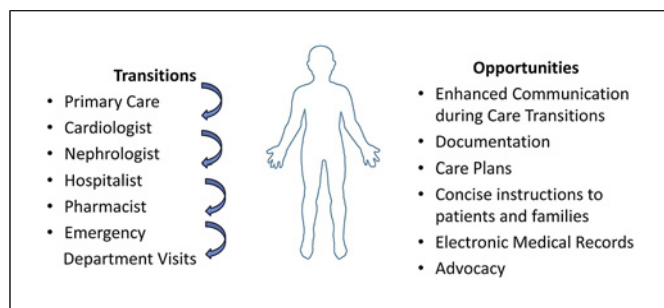 Transitions
• Primary Care
• Cardiologist
• Nephrologist
• Hospitalist
• Pharmacist
• Emergency
Department Visits
Opportunities
• Enhanced Communication
during Care Transitions
• Documentation
• Care Plans
• Concise instructions to
patients and families
• Electronic Medical Records
• Advocacy